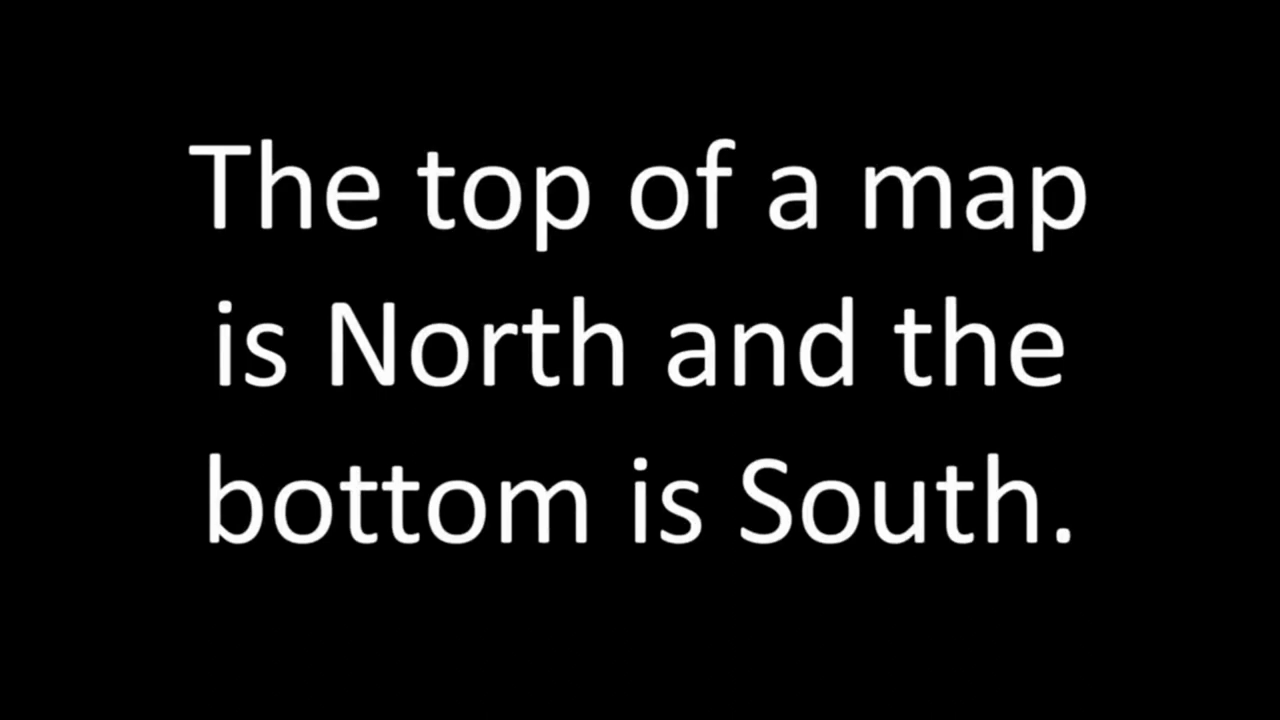 The top of a map
is North and the
bottom is South.